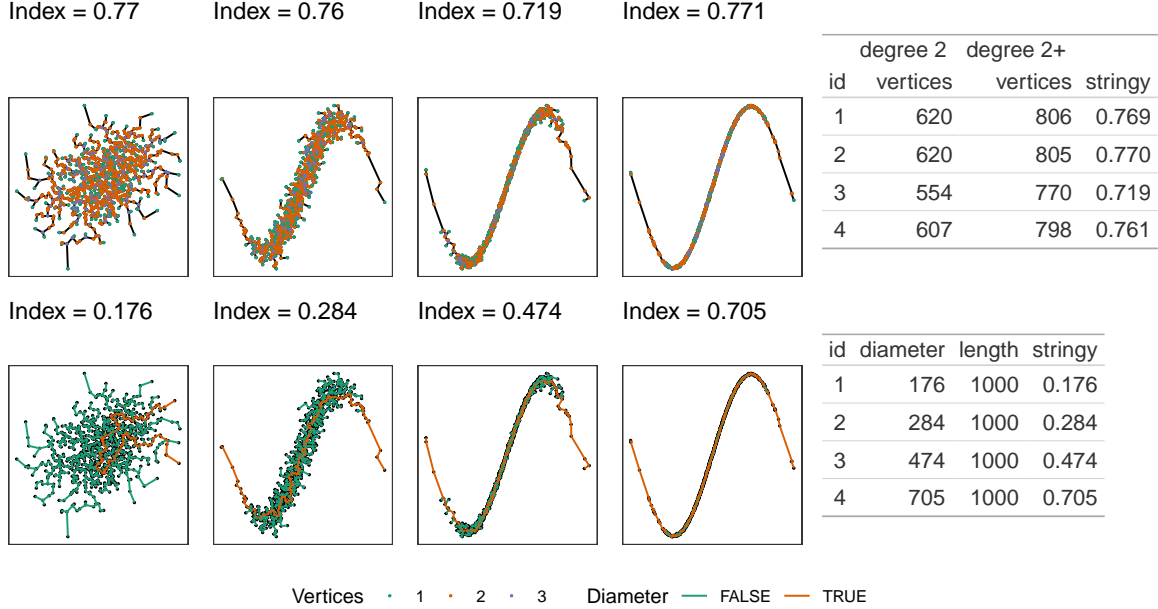 Index = 0.77 Index = 0.76 Index = 0.719 Index = 0.771
degree 2 degree 2+
id vertices vertices stringy
1 620 806 0.769
2 620 805 0.770
3 554 770 0.719
4 607 798 0.761
Index = 0.176 Index = 0.284 Index = 0.474 Index = 0.705
id diameter length stringy
1 176 1000 0.176
2 284 1000 0.284
3 474 1000 0.474
4 705 1000 0.705
Vertices 1 2 3 Diameter FALSE TRUE